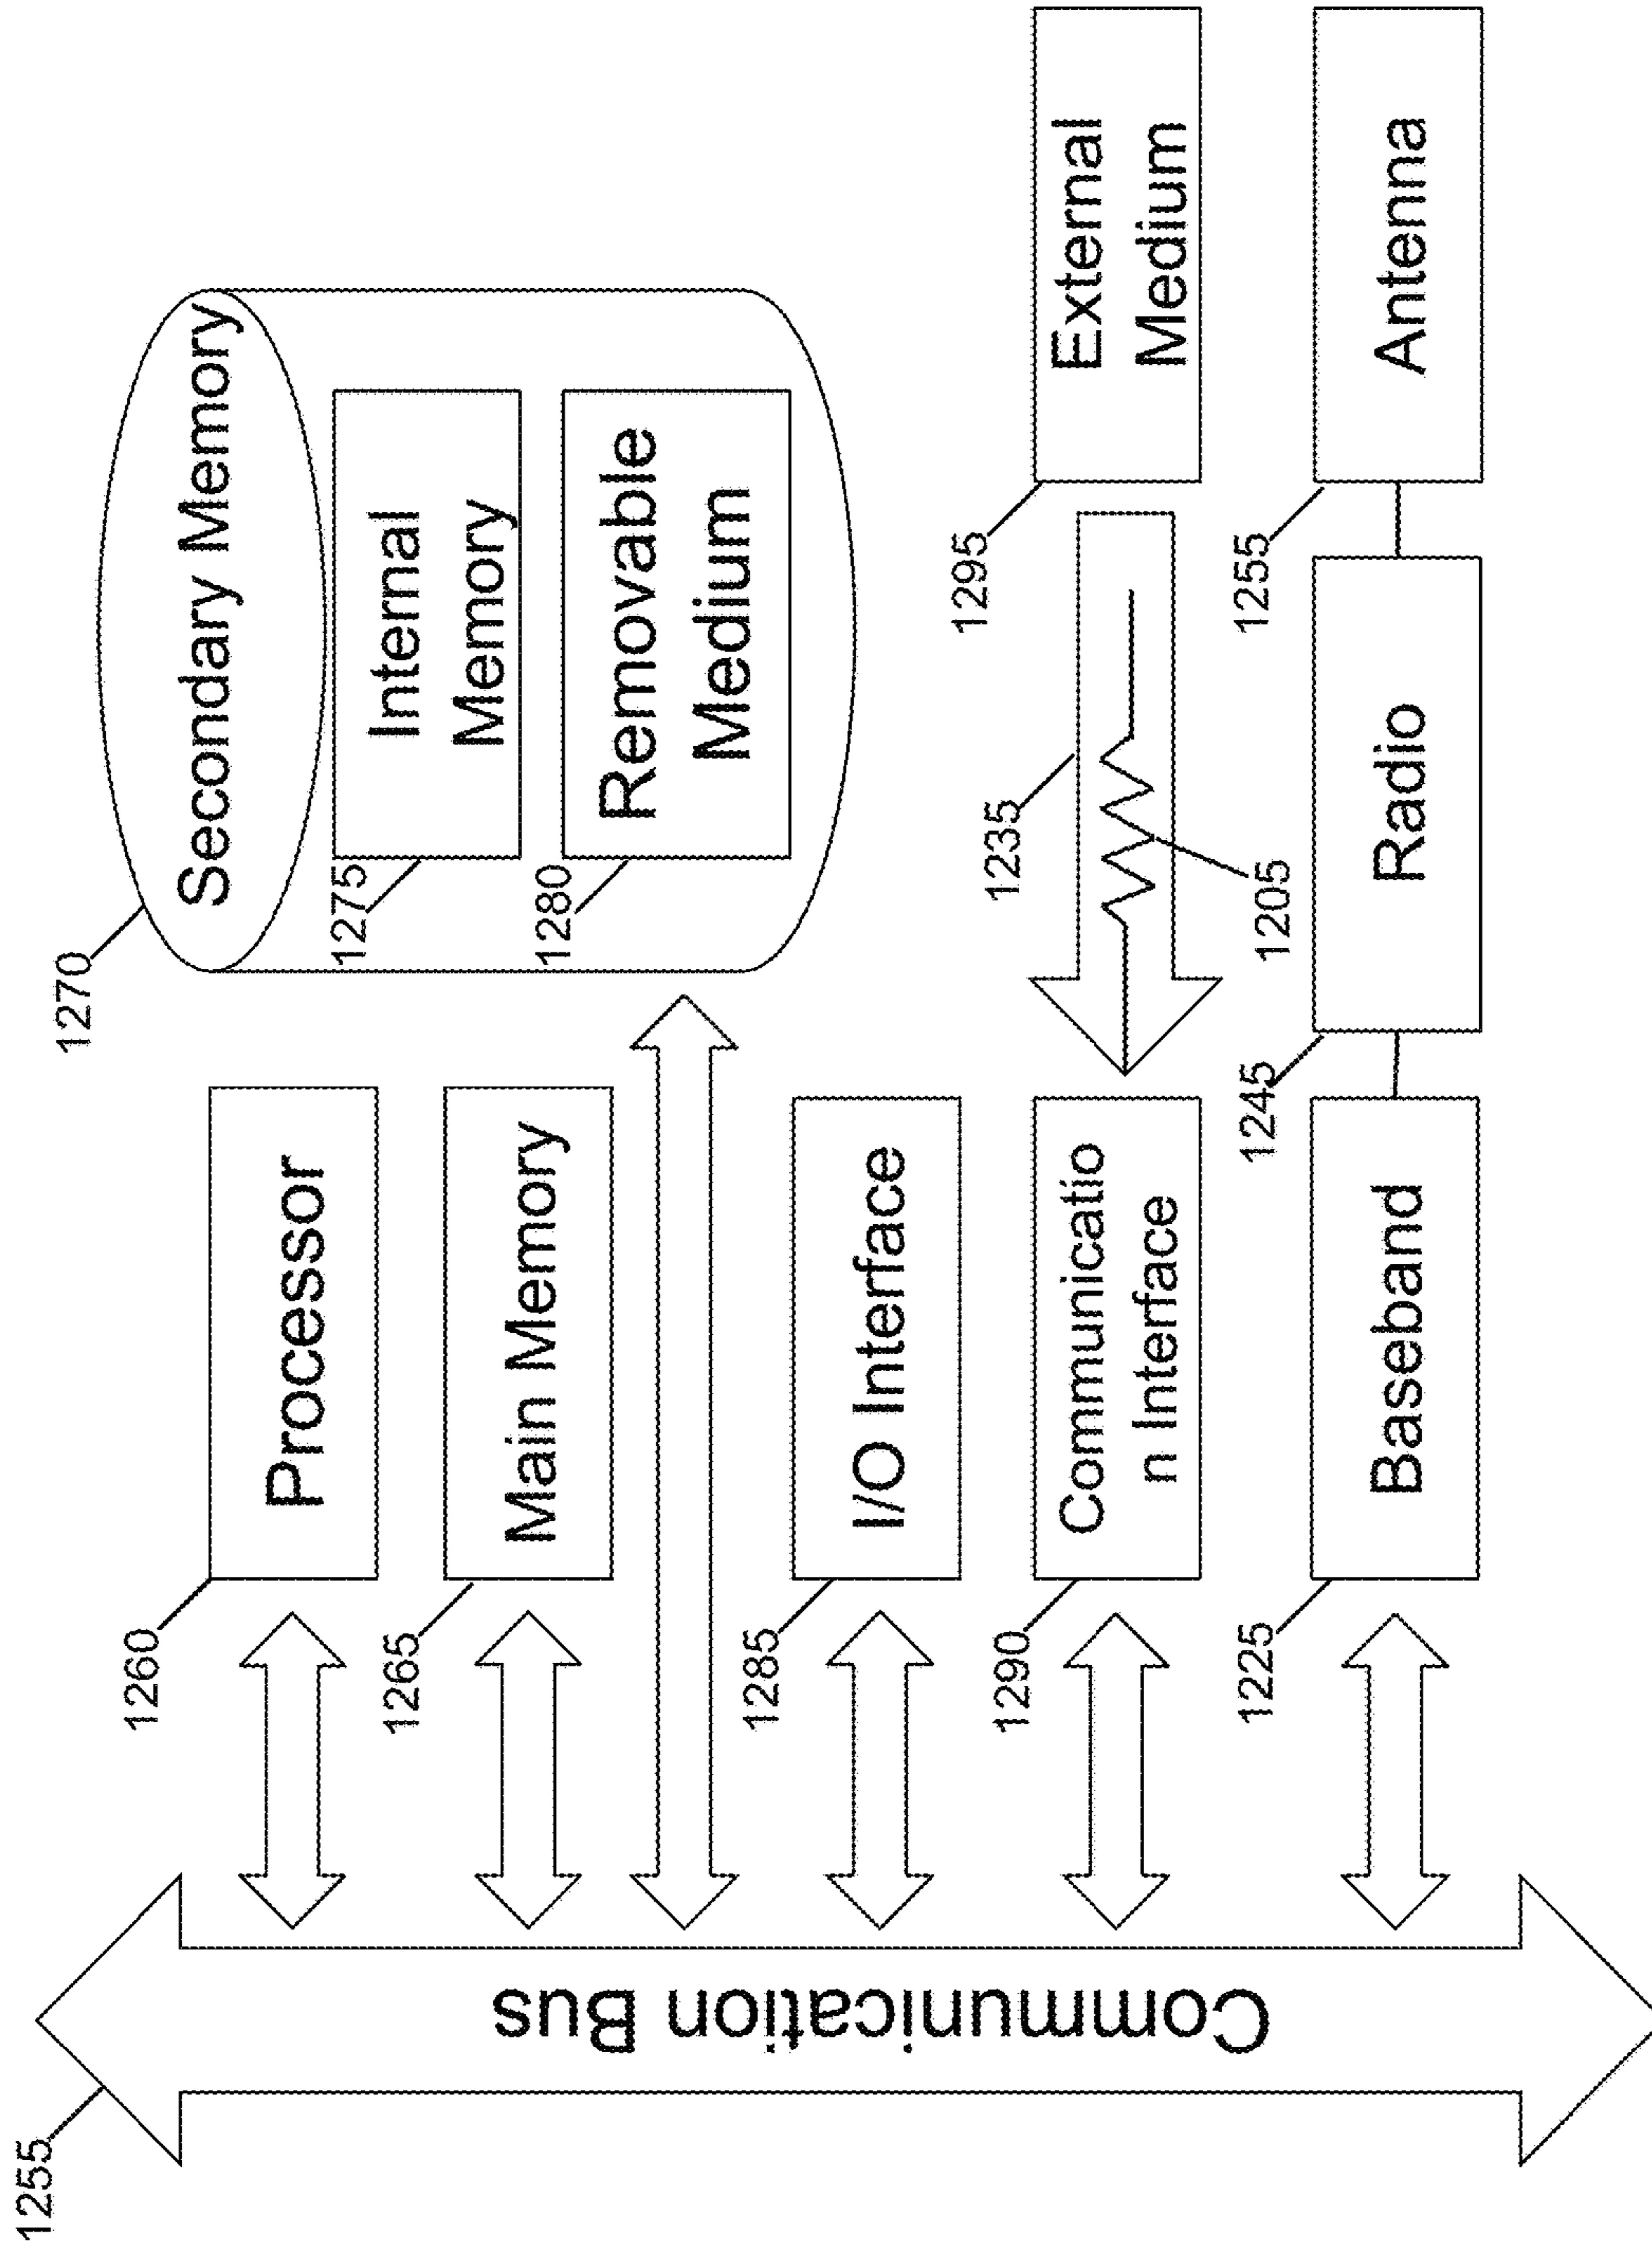 1255
Communication Bus
1260
Processor
1265
Main Memory
1270
Secondary Memory
1275
Internal
Memory
1280
Removable
Medium
1285
I/O Interface
1290
Communicatio
n Interface
1235
1205
1295
External
Medium
1225
Baseband
1245
Radio
1255
Antenna